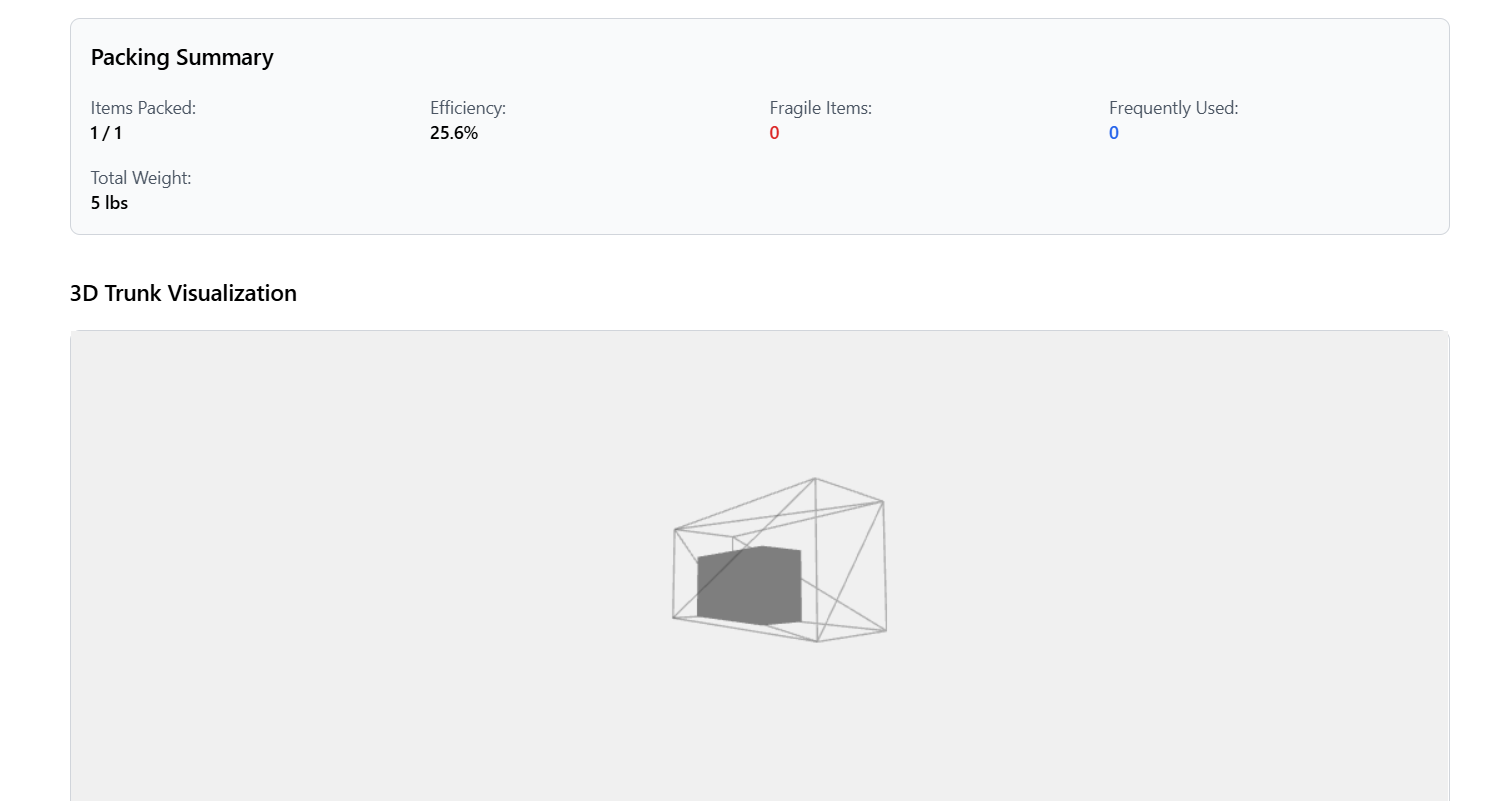 Packing Summary
Items Packed:
1 / 1
Efficiency:
25.6%
Fragile Items:
0
Frequently Used:
0
Total Weight:
5 lbs
3D Trunk Visualization